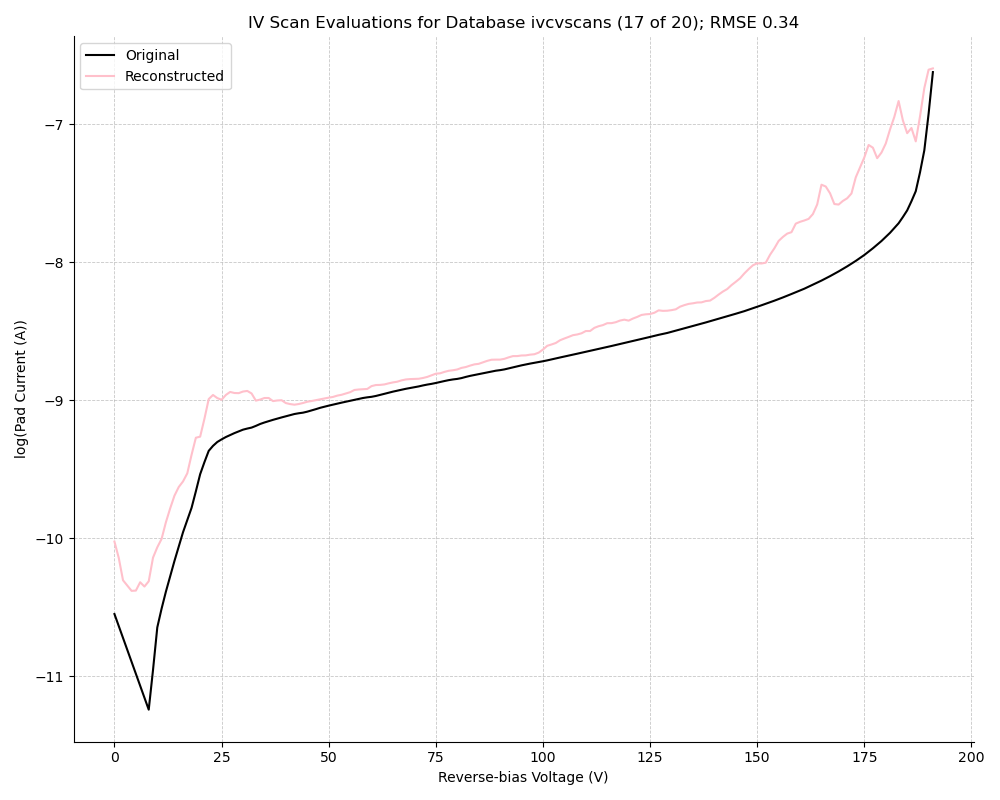 IV Scan Evaluations for Database ivcvscans (17 of 20); RMSE 0.34
Original
Reconstructed
log(Pad Current (A))
−7
−8
−9
−10
−11
0
25
50
75
100
125
150
175
200
Reverse-bias Voltage (V)